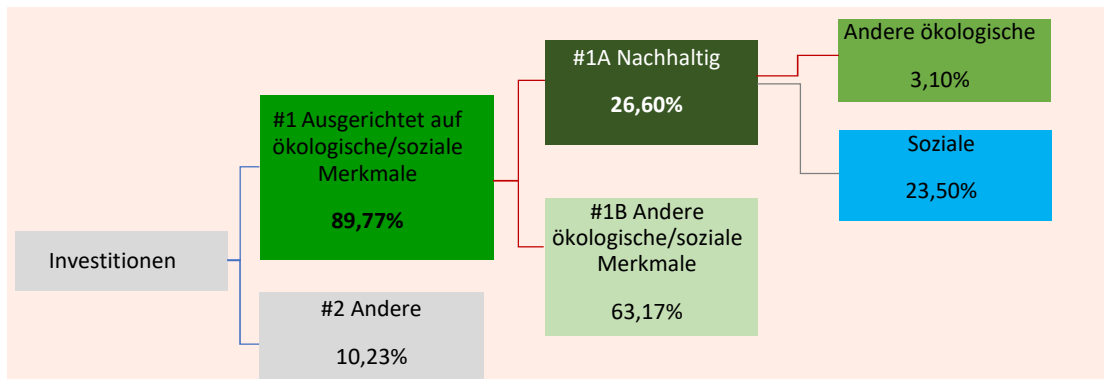 Investitionen
#1 Ausgerichtet auf
ökologische/soziale
Merkmale
89,77%
#2 Andere
10,23%
#1A Nachhaltig
26,60%
#1B Andere
ökologische/soziale
Merkmale
63,17%
Andere ökologische
3,10%
Soziale
23,50%